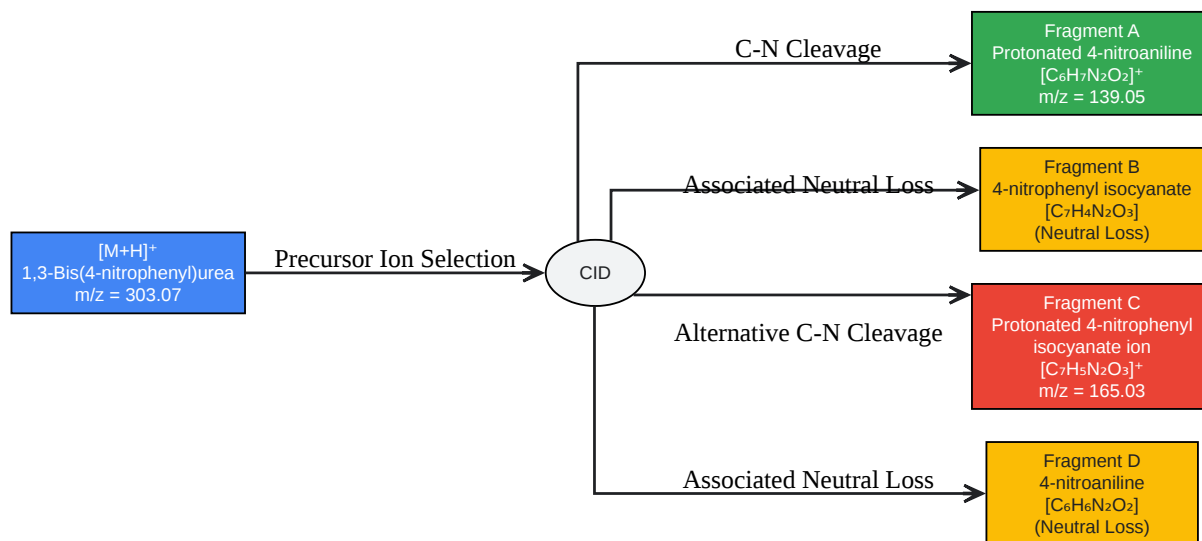 Fragment A
Protonated 4-nitroaniline
[C₆H₇N₂O₂]⁺
m/z = 139.05
C-N Cleavage
Fragment B
4-nitrophenyl isocyanate
[C₇H₄N₂O₃]
(Neutral Loss)
Associated Neutral Loss
[M+H]⁺
1,3-Bis(4-nitrophenyl)urea
m/z = 303.07
Precursor Ion Selection
CID
Fragment C
Protonated 4-nitrophenyl
isocyanate ion
[C₇H₅N₂O₃]⁺
m/z = 165.03
Alternative C-N Cleavage
Fragment D
4-nitroaniline
[C₆H₆N₂O₂]
(Neutral Loss)
Associated Neutral Loss